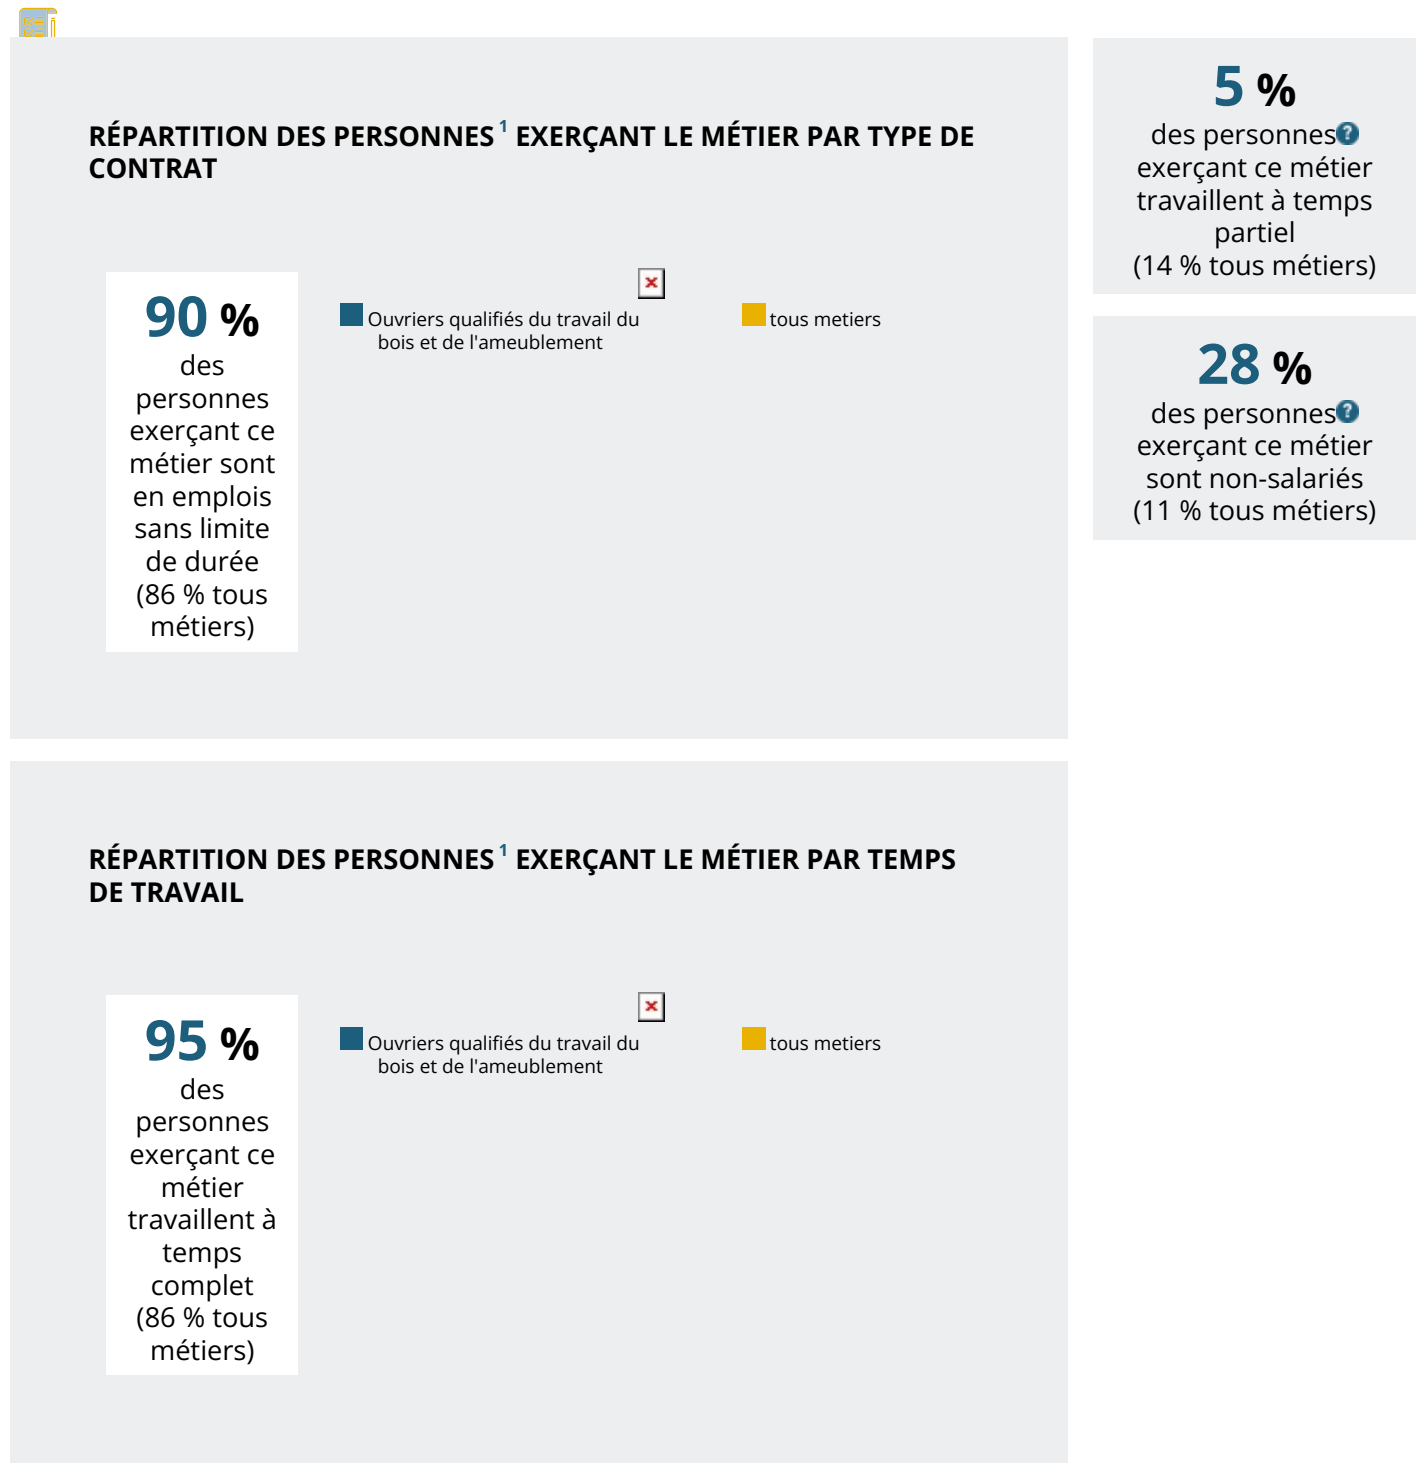 RÉPARTITION DES PERSONNES 1 EXERÇANT LE MÉTIER PAR TYPE DE
CONTRAT
90 %
des
personnes
exerçant ce
métier sont
en emplois
sans limite
de durée
(86 % tous
métiers)
Ouvriers qualifiés du travail du
bois et de l'ameublement
tous metiers
5 %
des personnes?
exerçant ce métier
travaillent à temps
partiel
(14 % tous métiers)
28 %
des personnes?
exerçant ce métier
sont non-salariés
(11 % tous métiers)
RÉPARTITION DES PERSONNES 1 EXERÇANT LE MÉTIER PAR TEMPS
DE TRAVAIL
95 %
des
personnes
exerçant ce
métier
travaillent à
temps
complet
(86 % tous
métiers)
Ouvriers qualifiés du travail du
bois et de l'ameublement
tous metiers